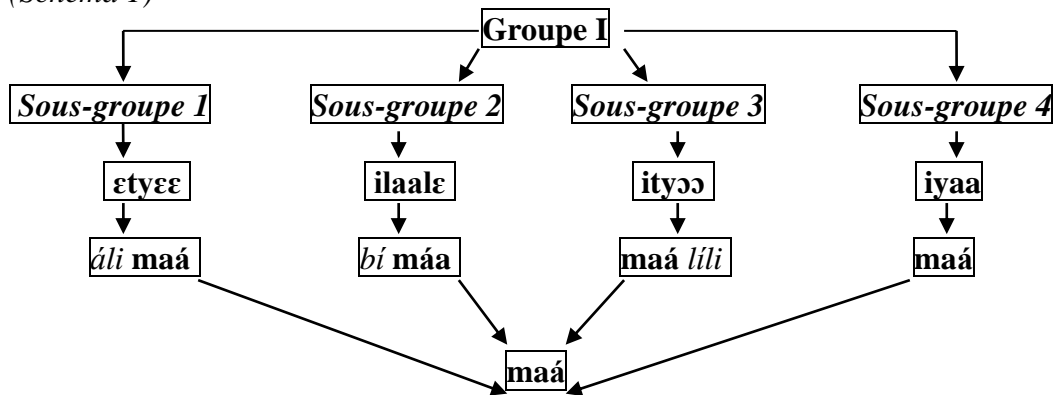 (Schéma 1)
Groupe I
Sous-groupe 1 Sous-groupe 2 Sous-groupe 3 Sous-groupe 4
ɛtyɛɛ ilaalɛ ityɔɔ iyaa
áli maá bí máa maá líli maá
maá